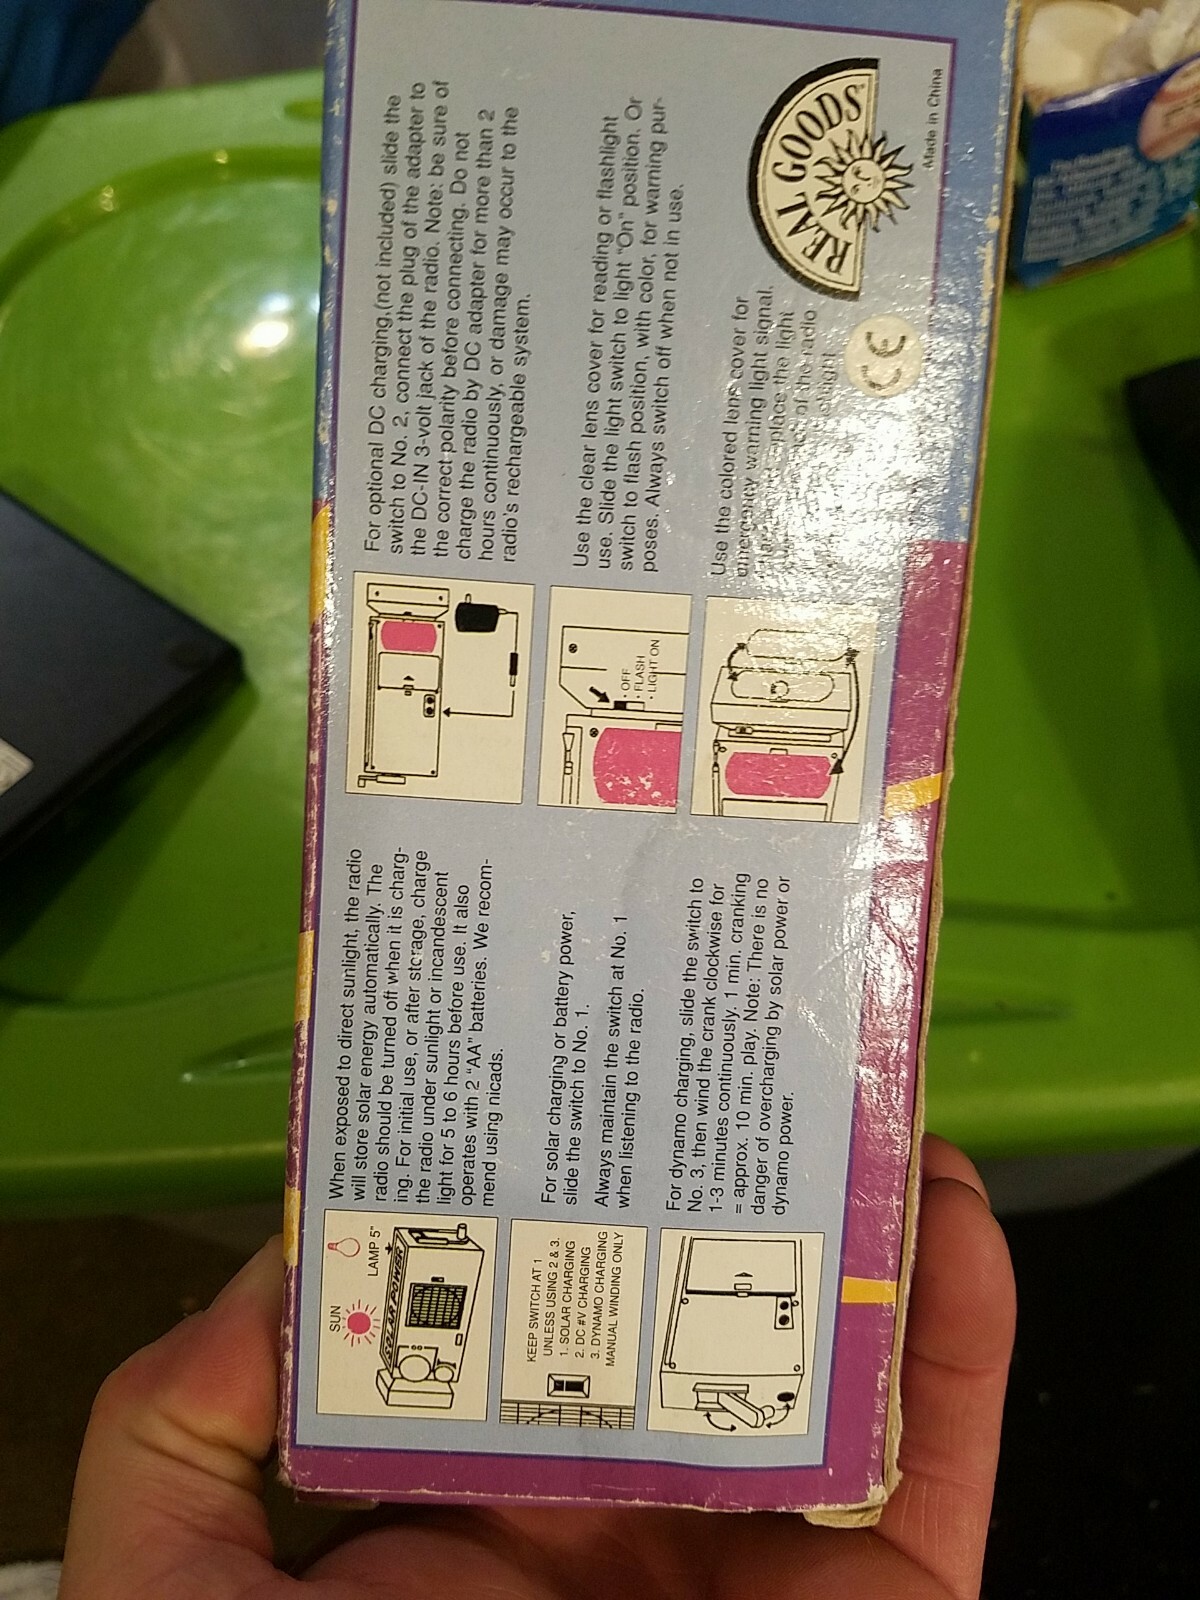 SUN
LAMP 5"
SOLAR POWER
When exposed to direct sunlight, the radio
will store solar energy automatically. The
radio should be turned off when it is charg-
ing. For initial use, or after storage, charge
the radio under sunlight or incandescent
light for 5 to 6 hours before use. It also
operates with 2 "AA" batteries. We recom-
mend using nicads.
KEEP SWITCH AT 1
UNLESS USING 2 & 3.
1. SOLAR CHARGING
2. DC #V CHARGING
3. DYNAMO CHARGING
MANUAL WINDING ONLY
For solar charging or battery power,
slide the switch to No. 1.
Always maintain the switch at No. 1
when listening to the radio.
For dynamo charging, slide the switch to
No. 3, then wind the crank clockwise for
1-3 minutes continuously. 1 min. cranking
= approx. 10 min. play. Note: There is no
danger of overcharging by solar power or
dynamo power.
For optional DC charging,(not included) slide the
switch to No. 2, connect the plug of the adapter to
the DC-IN 3-volt jack of the radio. Note: be sure of
the correct polarity before connecting. Do not
charge the radio by DC adapter for more than 2
hours continuously, or damage may occur to the
radio's rechargeable system.
• OFF
• FLASH
• LIGHT ON
Use the clear lens cover for reading or flashlight
use. Slide the light switch to light "On" position. Or
switch to flash position, with color, for warning pur-
poses. Always switch off when not in use.
Use the colored lens cover for
emergency warning light signal.
place the light
of the radio
CE
REAL GOODS
Made in China